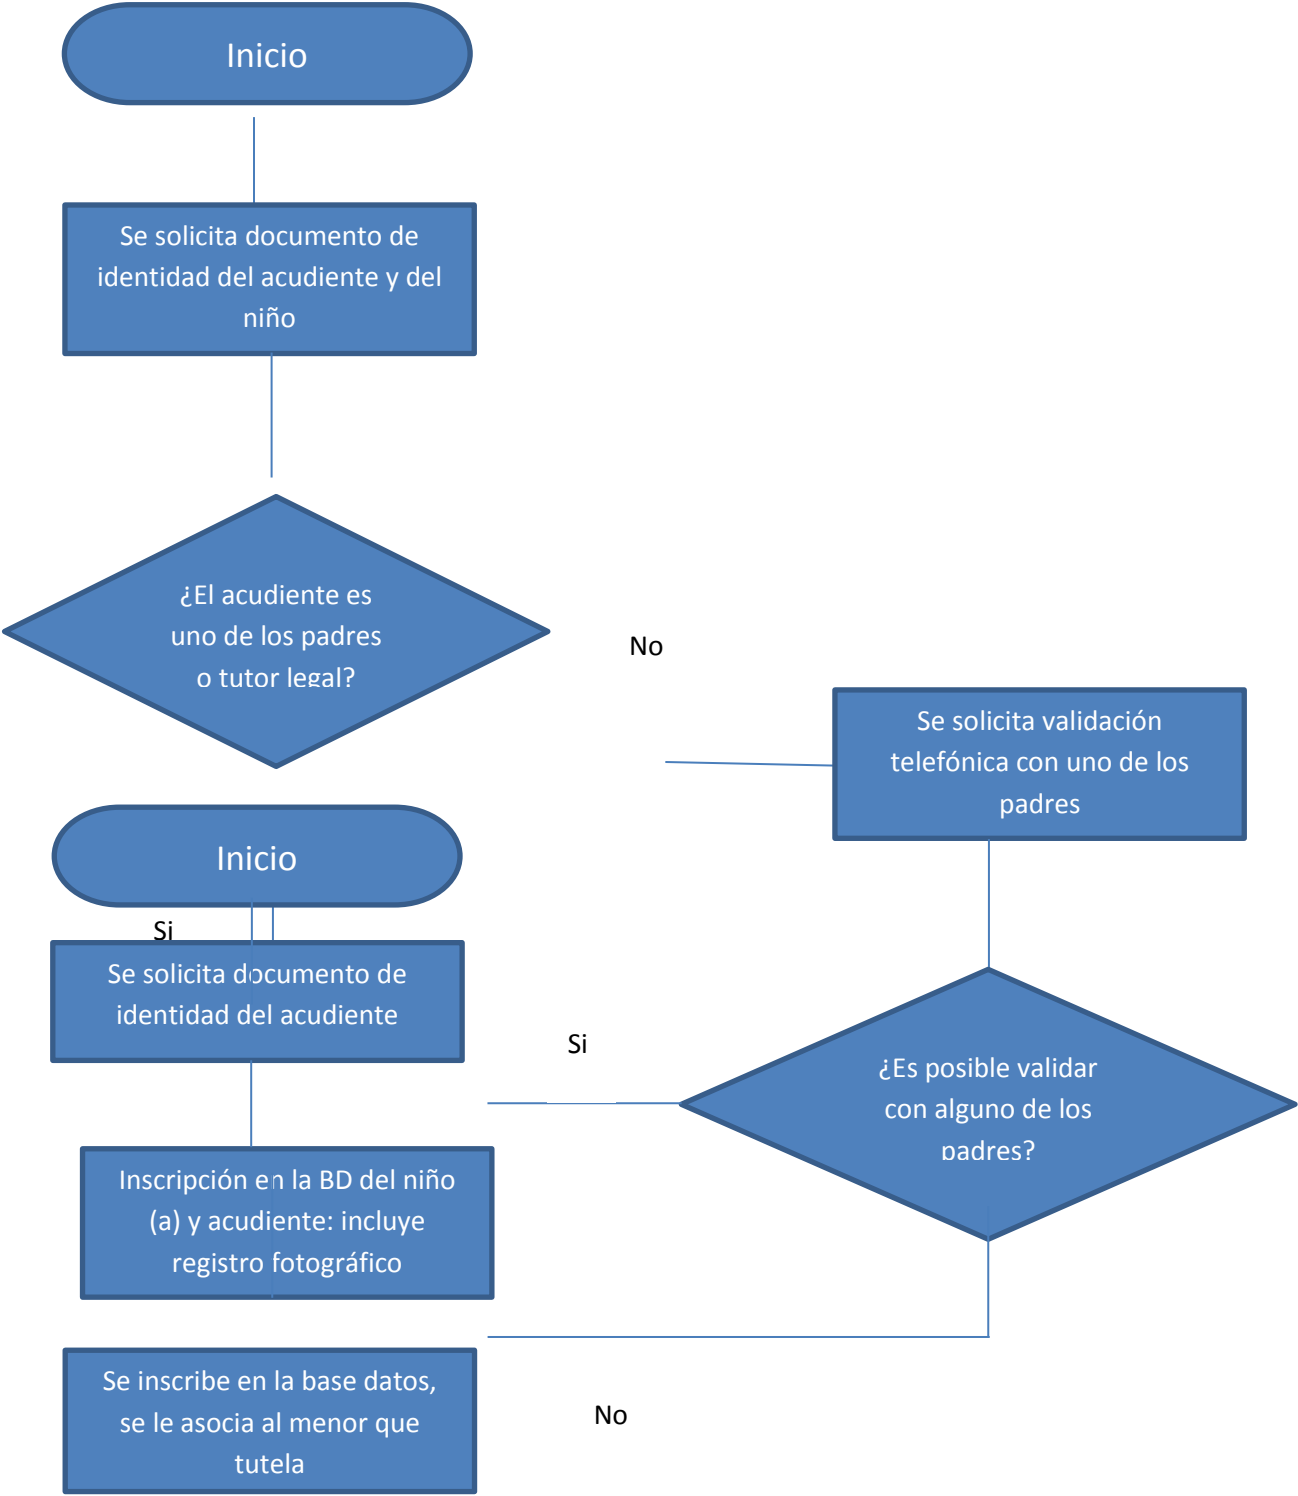 Inicio
Se solicita documento de
identidad del acudiente y del
niño
¿El acudiente es
uno de los padres
o tutor legal?
No
Se solicita validación
telefónica con uno de los
padres
Inicio
Si
Se solicita documento de
identidad del acudiente
Si
¿Es posible validar
con alguno de los
padres?
Inscripción en la BD del niño
(a) y acudiente: incluye
registro fotográfico
Se inscribe en la base datos,
se le asocia al menor que
tutela
No